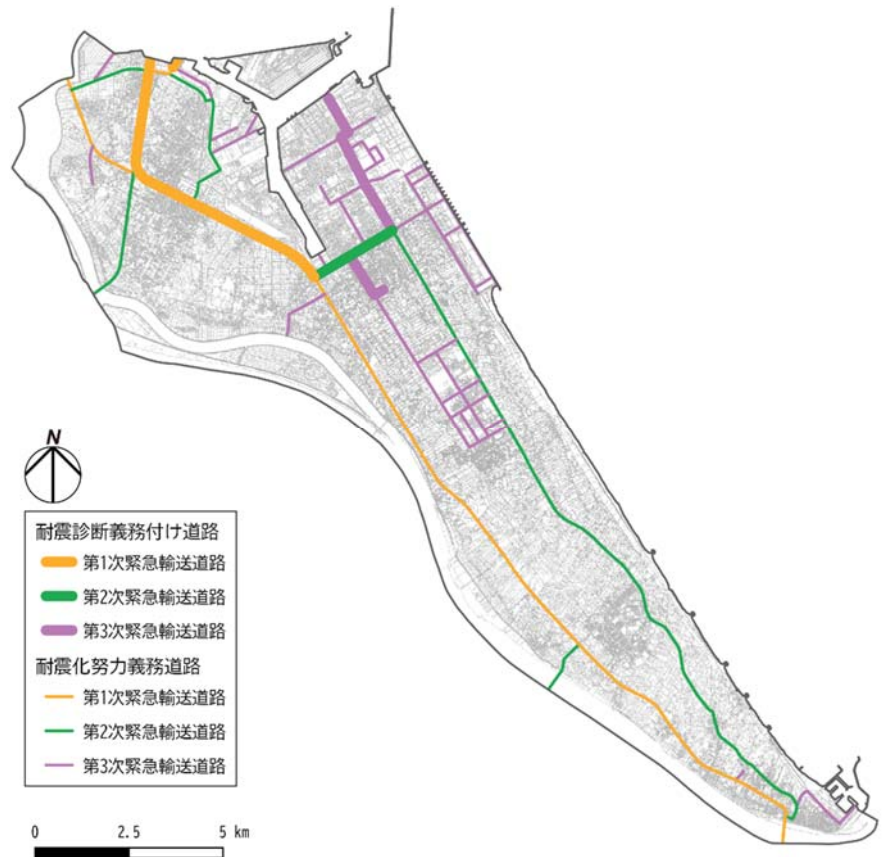 N
耐震診断義務付け道路
第1次緊急輸送道路
第2次緊急輸送道路
第3次緊急輸送道路
耐震化努力義務道路
第1次緊急輸送道路
第2次緊急輸送道路
第3次緊急輸送道路
0 2.5 5 km